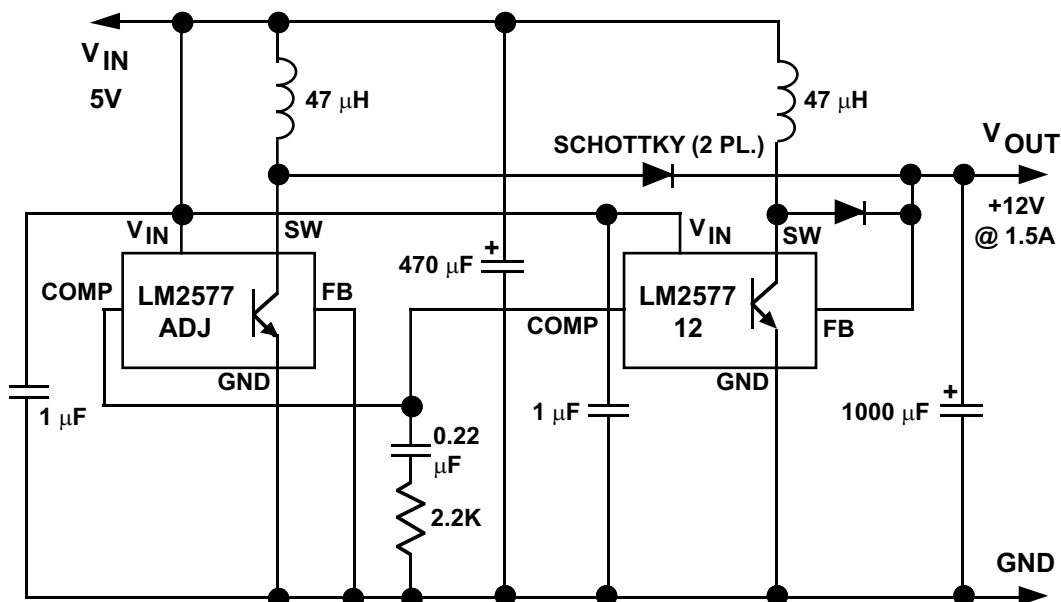 V IN
5V
47 μH
47 μH
SCHOTTKY (2 PL.)
V OUT
+12V
@ 1.5A
V IN
SW
V IN
SW
COMP
LM2577
ADJ
FB
GND
470 μF
+
COMP
LM2577
12
FB
GND
1 μF
0.22
μF
2.2K
1 μF
1000 μF
+
GND